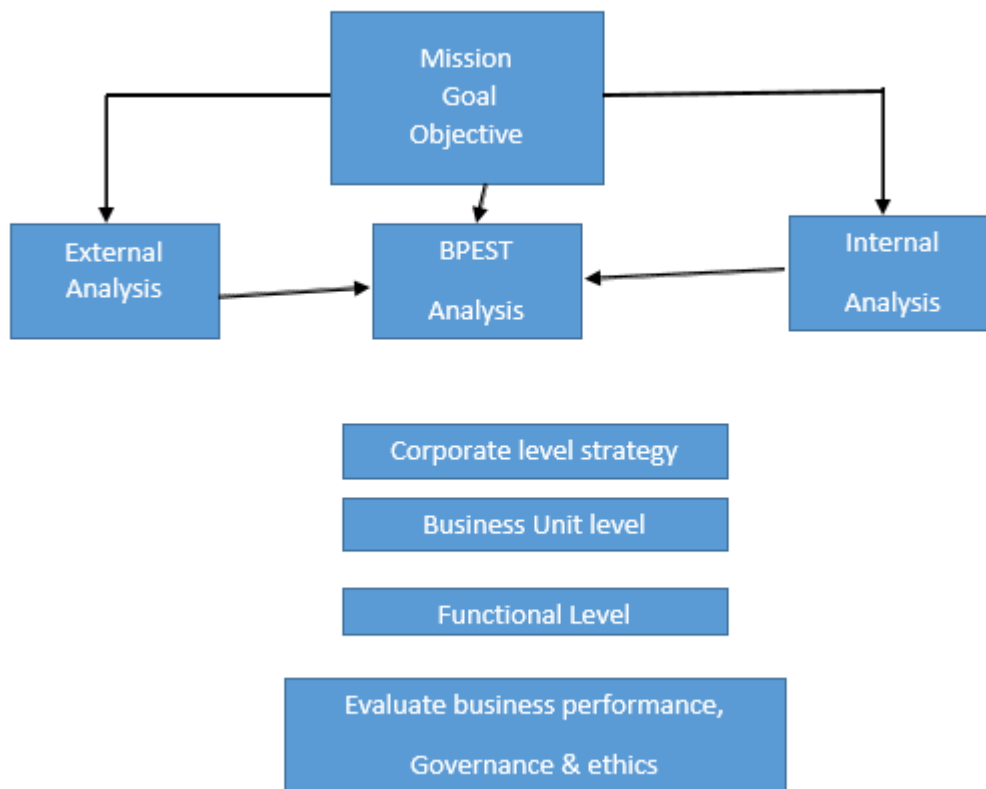 Mission
Goal
Objective
External
Analysis
BPEST
Analysis
Internal
Analysis
Corporate level strategy
Business Unit level
Functional Level
Evaluate business performance,
Governance & ethics